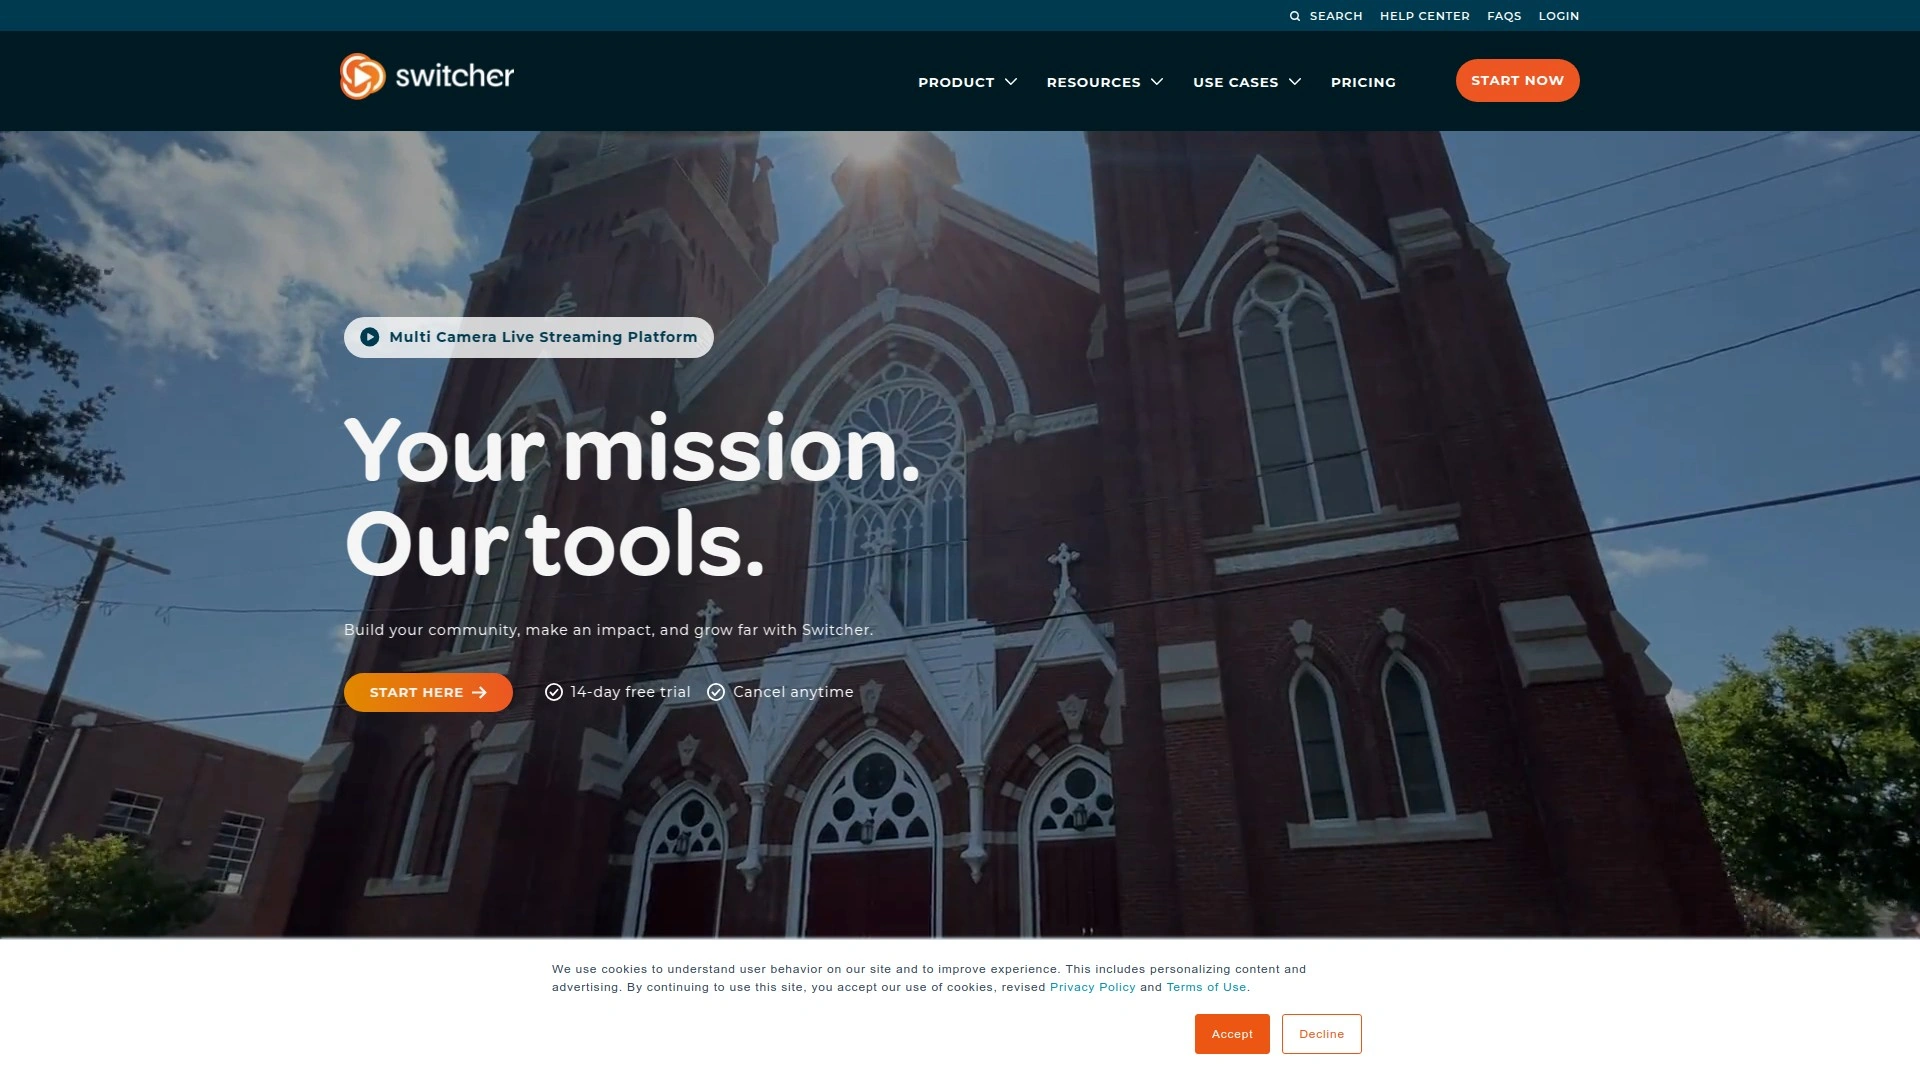 SEARCH HELP CENTER FAQS LOGIN
switcher
PRODUCT RESOURCES USE CASES PRICING START NOW
Multi Camera Live Streaming Platform
Your mission.
Our tools.
Build your community, make an impact, and grow far with Switcher.
START HERE 14-day free trial Cancel anytime
We use cookies to understand user behavior on our site and to improve experience. This includes personalizing content and
advertising. By continuing to use this site, you accept our use of cookies, revised Privacy Policy and Terms of Use.
Accept Decline